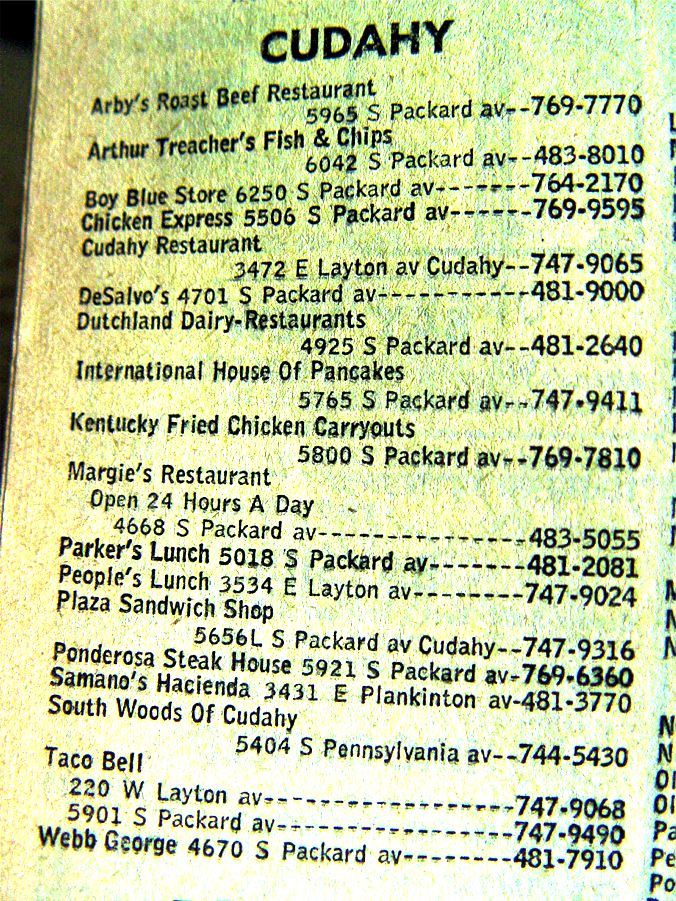 CUDAHY
Arby's Roast Beef Restaurant
5965 S Packard av--769-7770
Arthur Treacher's Fish & Chips
6042 S Packard av--483-8010
Boy Blue Store 6250 S Packard av-------764-2170
Chicken Express 5506 S Packard av------769-9595
Cudahy Restaurant
3472 E Layton av Cudahy--747-9065
DeSalvo's 4701 S Packard av-----------481-9000
Dutchland Dairy-Restaurants
4925 S Packard av--481-2640
International House Of Pancakes
5765 S Packard av--747-9411
Kentucky Fried Chicken Carryouts
5800 S Packard av--769-7810
Margie's Restaurant
Open 24 Hours A Day
4668 S Packard av---------------483-5055
Parker's Lunch 5018 S Packard av-------481-2081
People's Lunch 3534 E Layton av--------747-9024
Plaza Sandwich Shop
5656L S Packard av Cudahy--747-9316
Ponderosa Steak House 5921 S Packard av-769-6360
Samano's Hacienda 3431 E Plankinton av-481-3770
South Woods Of Cudahy
5404 S Pennsylvania av--744-5430
Taco Bell
220 W Layton av------------------747-9068
5901 S Packard av-----------------747-9490
Webb George 4670 S Packard av--------481-7910